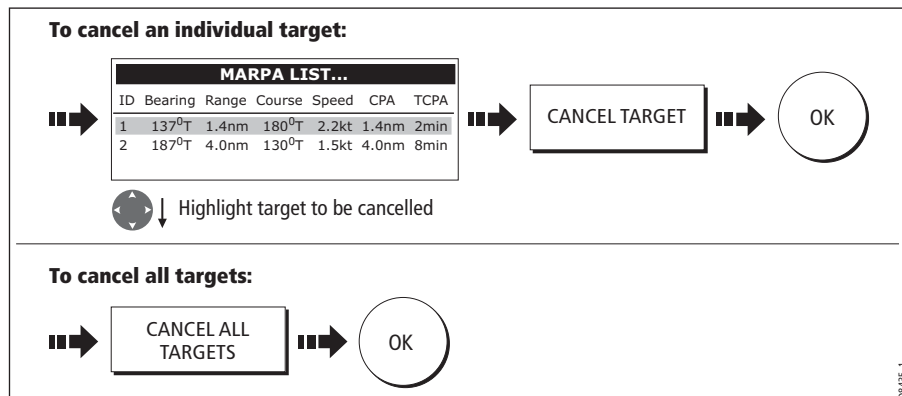 To cancel an individual target:
MARPA LIST...
ID Bearing Range Course Speed CPA TCPA
1 137⁰T 1.4nm 180⁰T 2.2kt 1.4nm 2min
2 187⁰T 4.0nm 130⁰T 1.5kt 4.0nm 8min
CANCEL TARGET
OK
Highlight target to be cancelled
To cancel all targets:
CANCEL ALL
TARGETS
OK